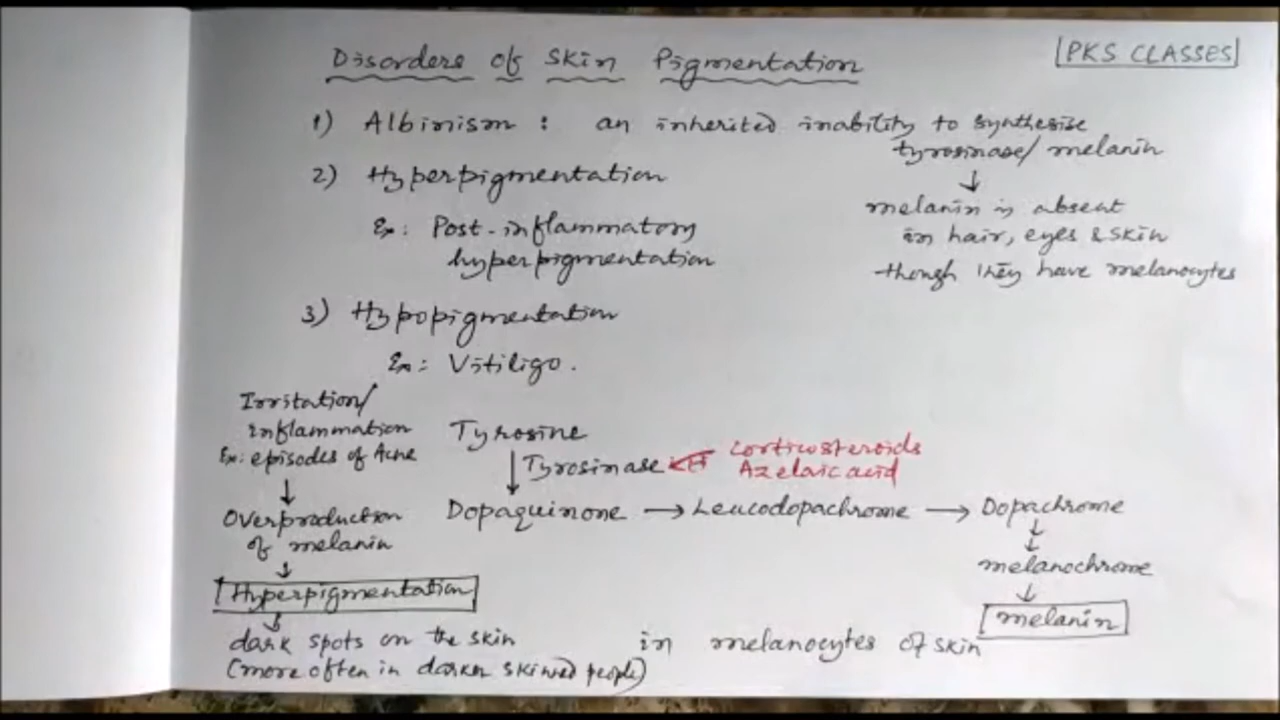 Disorders of Skin Pigmentation
PKS CLASSES
1) Albinism : an inherited inability to synthesise
tyrosinase/ melanin
↓
melanin is absent
in hair, eyes & skin
though they have melanocytes
2) Hyperpigmentation
Ex: Post-inflammatory
hyperpigmentation
3) Hypopigmentation
Ex: Vitiligo.
Irritation/
Inflammation
Ex: episodes of Acne
↓
Overproduction
of melanin
↓
Hyperpigmentation
↓
dark spots on the skin
(more often in darker skinned people)
Tyrosine
↓ Tyrosinase ← Corticosteroids
Azelaic acid
Dopaquinone → Leucodopachrome → Dopachrome
↓
↓
melanochrome
↓
melanin
in melanocytes of skin